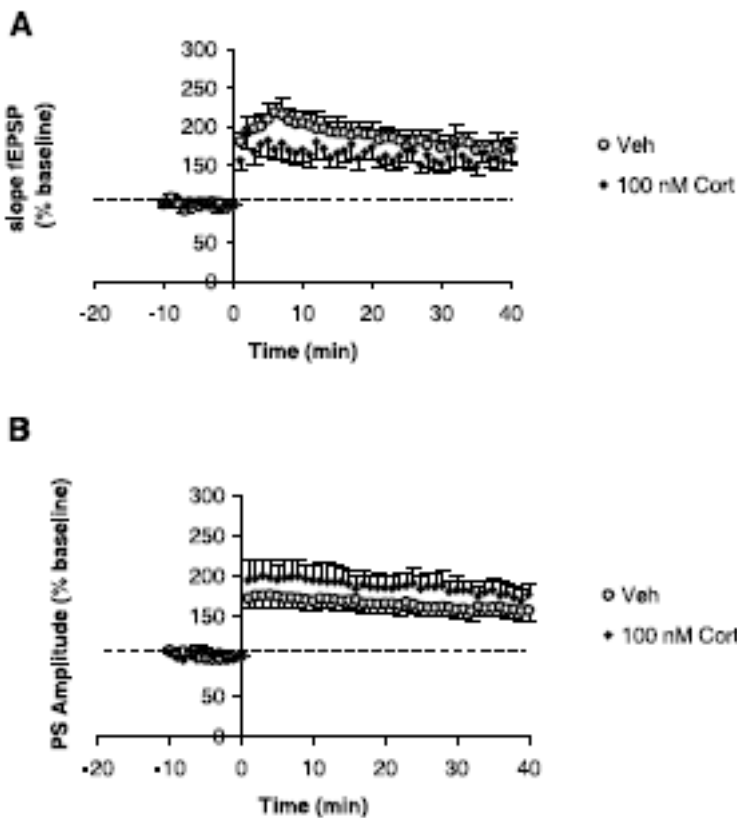 A
300
250
200
150
50
0
slope fEPSP
(% baseline)
-20 -10 0 10 20 30 40
Time (min)
Veh
100 nM Cort
B
300
250
200
150
50
0
PS Amplitude (% baseline)
-20 -10 0 10 20 30 40
Time (min)
Veh
100 nM Cort